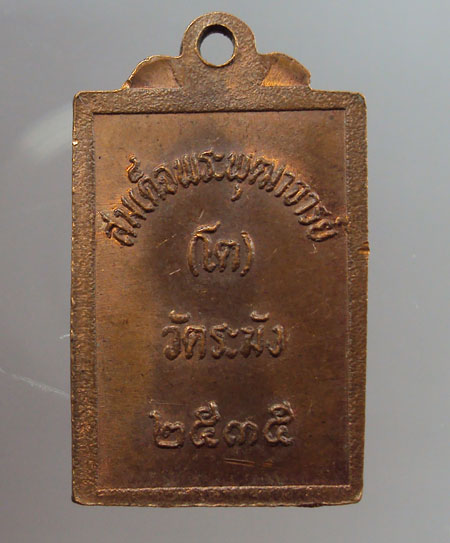 สมเด็จพระพุฒาจารย์
(โต)
วัดระฆัง
๒๕๓๕